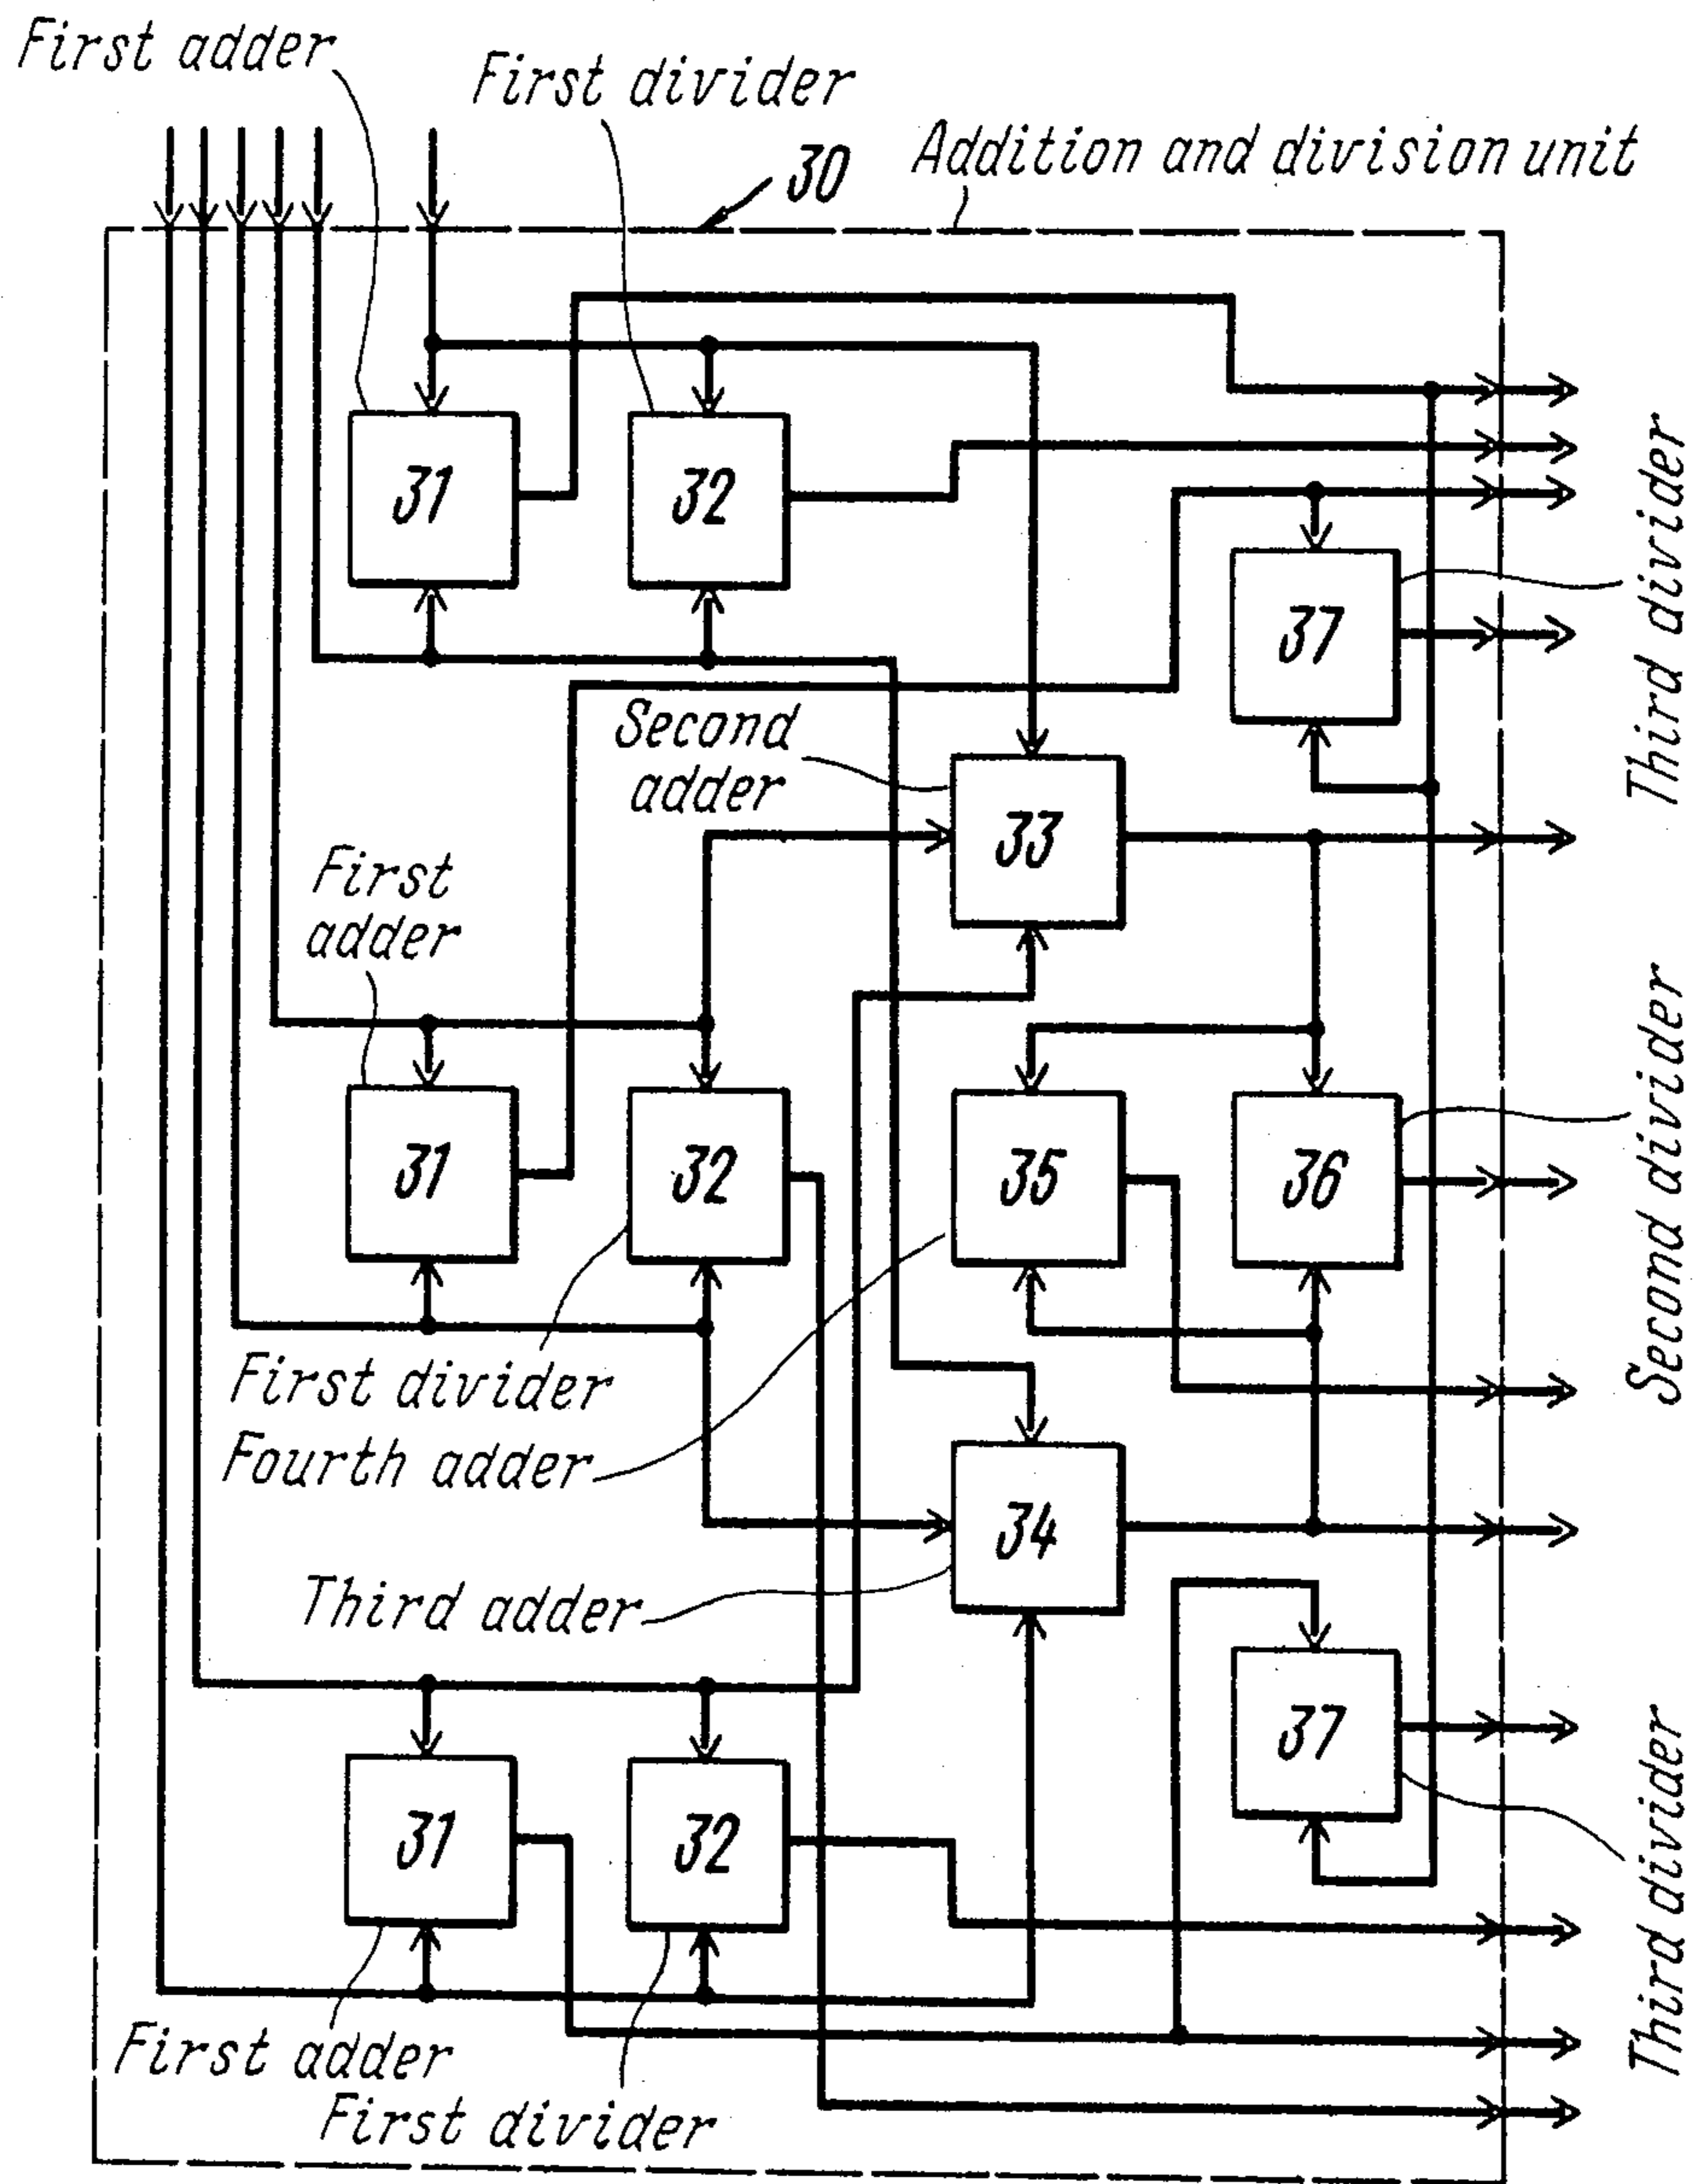 First adder
First divider
30
Addition and division unit
31
32
37
Third divider
Second
adder
33
First
adder
31
32
35
36
Second divider
First divider
Fourth adder
34
Third adder
37
Third divider
31
32
First adder
First divider